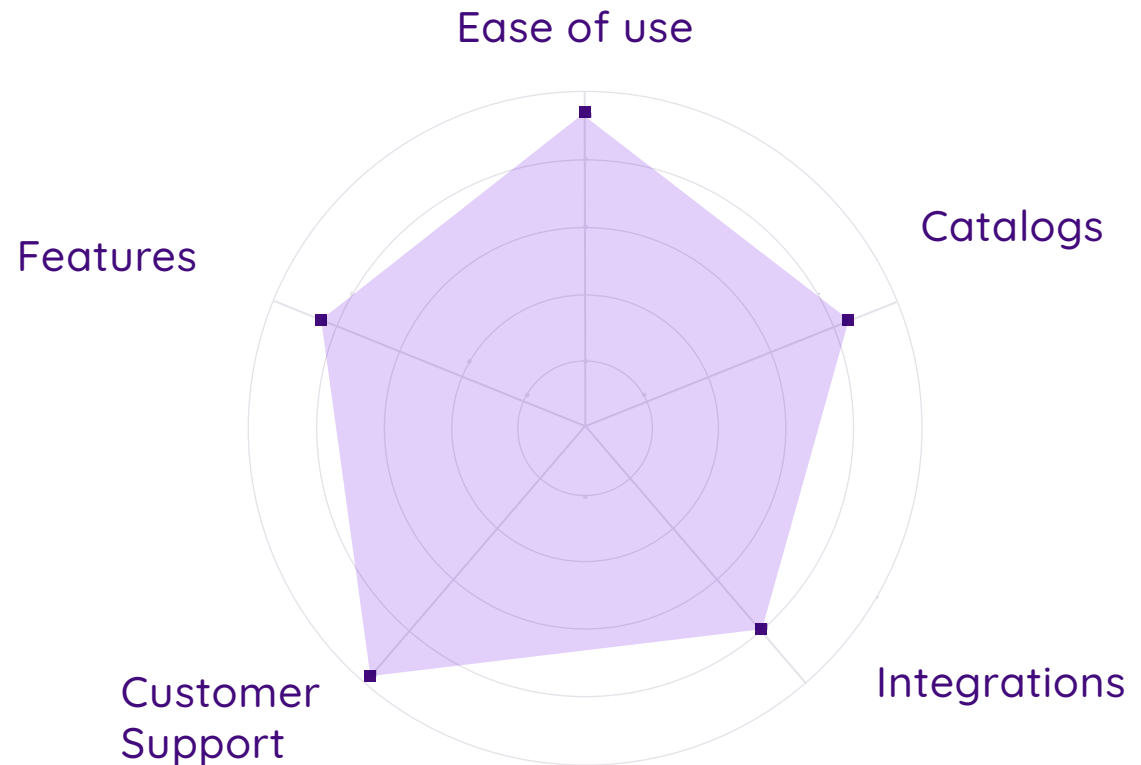 Ease of use
Catalogs
Features
Integrations
Customer
Support